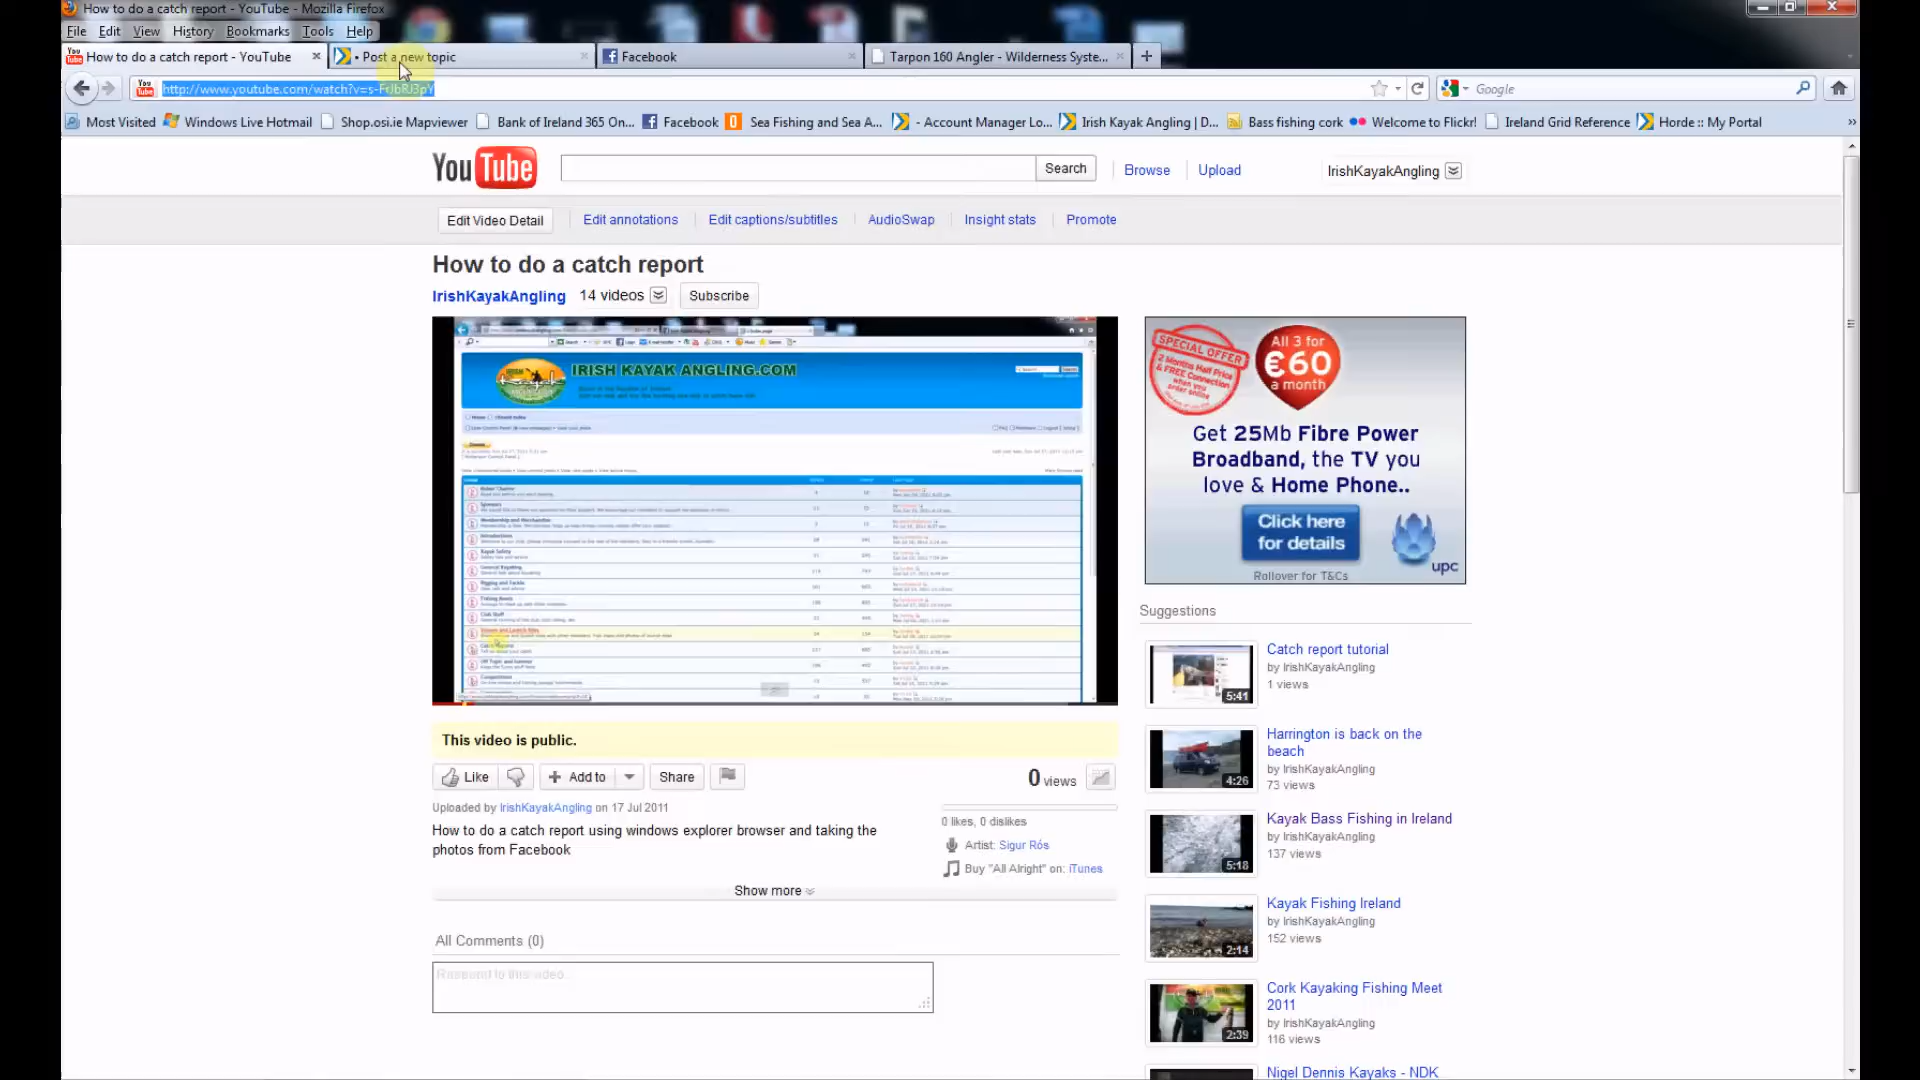 How to do a catch report - YouTube - Mozilla Firefox
File Edit View History Bookmarks Tools Help
How to do a catch report - YouTube
• Post a new topic
Facebook
Tarpon 160 Angler - Wilderness Syste...
Google
Most Visited Windows Live Hotmail Shop.osi.ie Mapviewer Bank of Ireland 365 On... Facebook Sea Fishing and Sea A... - Account Manager Lo... Irish Kayak Angling | D... Bass fishing cork Welcome to Flickr! Ireland Grid Reference Horde :: My Portal »
YouTube
Search
Browse
Upload
IrishKayakAngling
Edit Video Detail
Edit annotations
Edit captions/subtitles
AudioSwap
Insight stats
Promote
How to do a catch report
IrishKayakAngling 14 videos
Subscribe
IRISH KAYAK ANGLING.COM
This video is public.
Like
Add to
Share
0 views
Uploaded by IrishKayakAngling on 17 Jul 2011
How to do a catch report using windows explorer browser and taking the
photos from Facebook
0 likes, 0 dislikes
Artist: Sigur Rós
Buy "All Alright" on: iTunes
Show more
All Comments (0)
Respond to this video...
SPECIAL OFFER
2 Months Half Price
& FREE Connection
when you
order online
All 3 for
€60
a month
Get 25Mb Fibre Power
Broadband, the TV you
love & Home Phone..
Click here
for details
upc
Rollover for T&Cs
Suggestions
5:41
Catch report tutorial
by IrishKayakAngling
1 views
4:26
Harrington is back on the
beach
by IrishKayakAngling
73 views
5:18
Kayak Bass Fishing in Ireland
by IrishKayakAngling
137 views
2:14
Kayak Fishing Ireland
by IrishKayakAngling
152 views
2:39
Cork Kayaking Fishing Meet
2011
by IrishKayakAngling
116 views
Nigel Dennis Kayaks - NDK